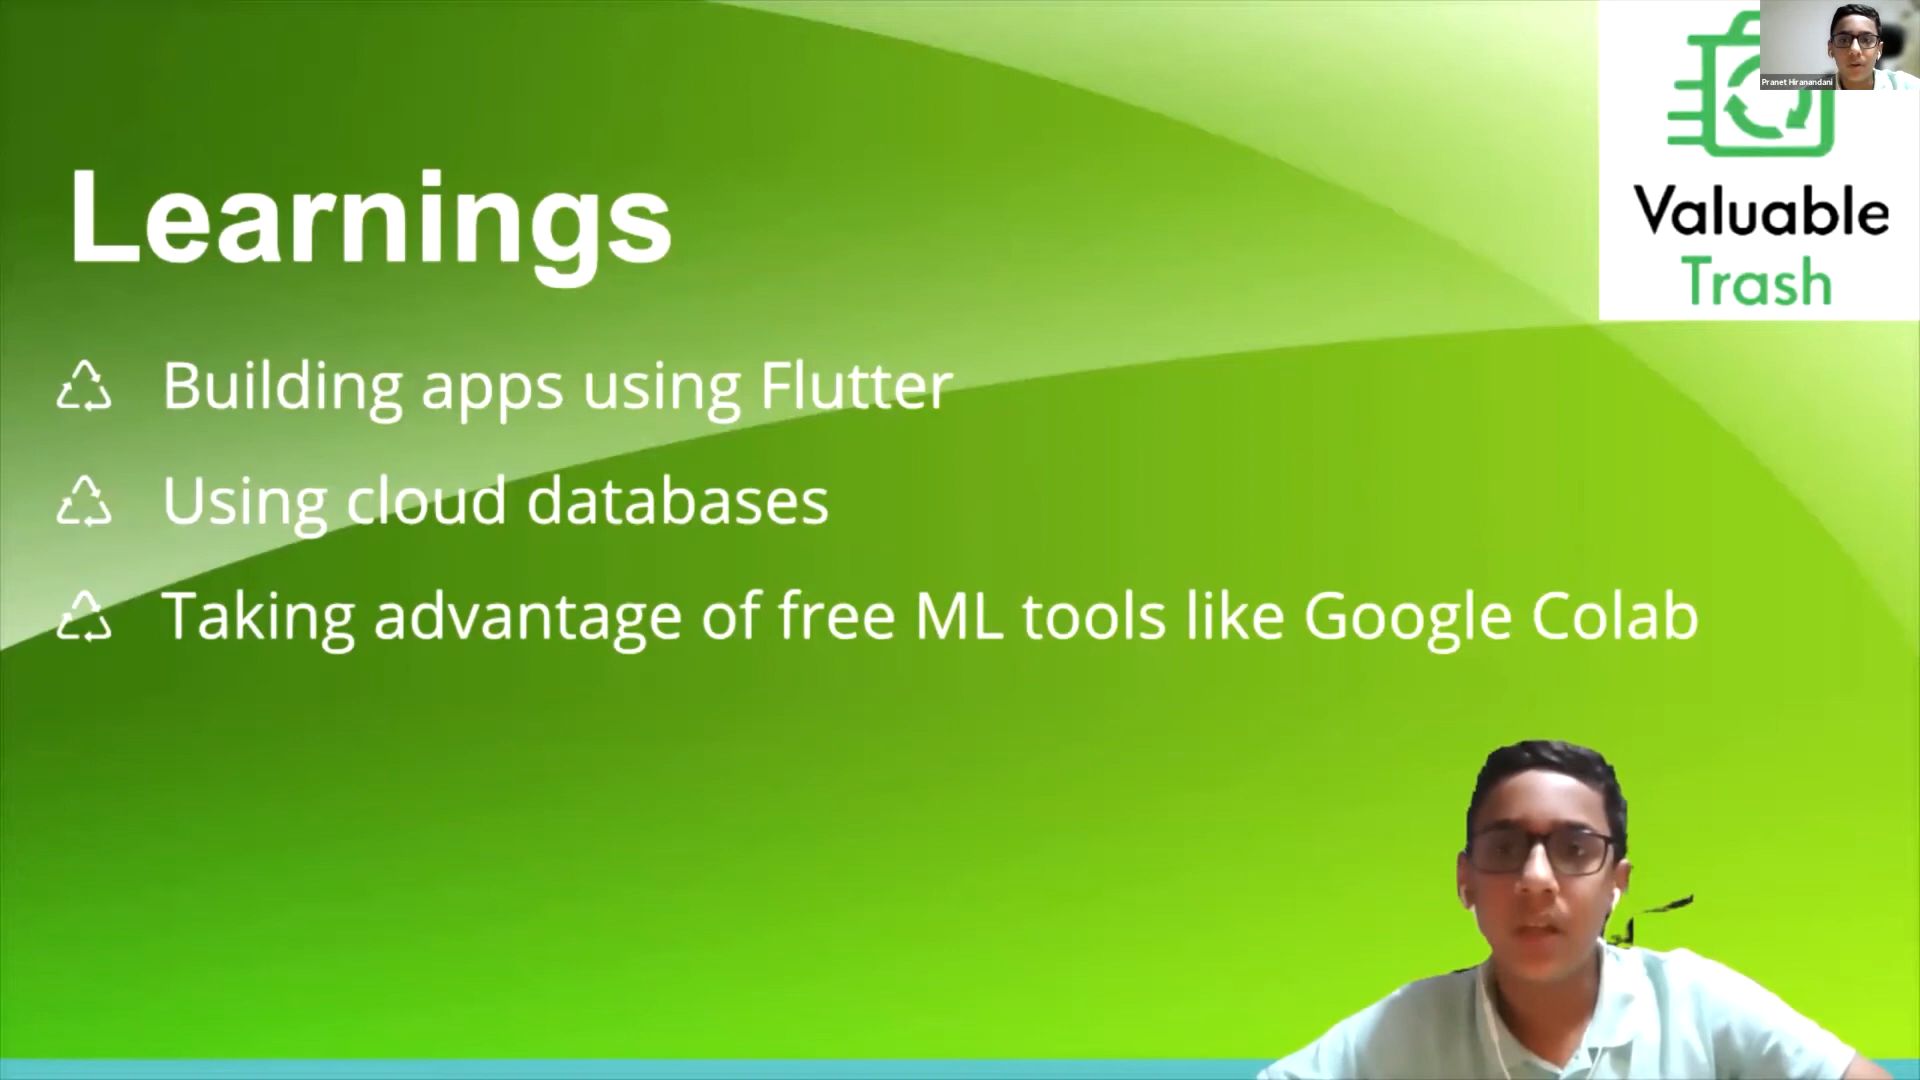 Pranet Hiranandani
Valuable
Trash
Learnings
Building apps using Flutter
Using cloud databases
Taking advantage of free ML tools like Google Colab